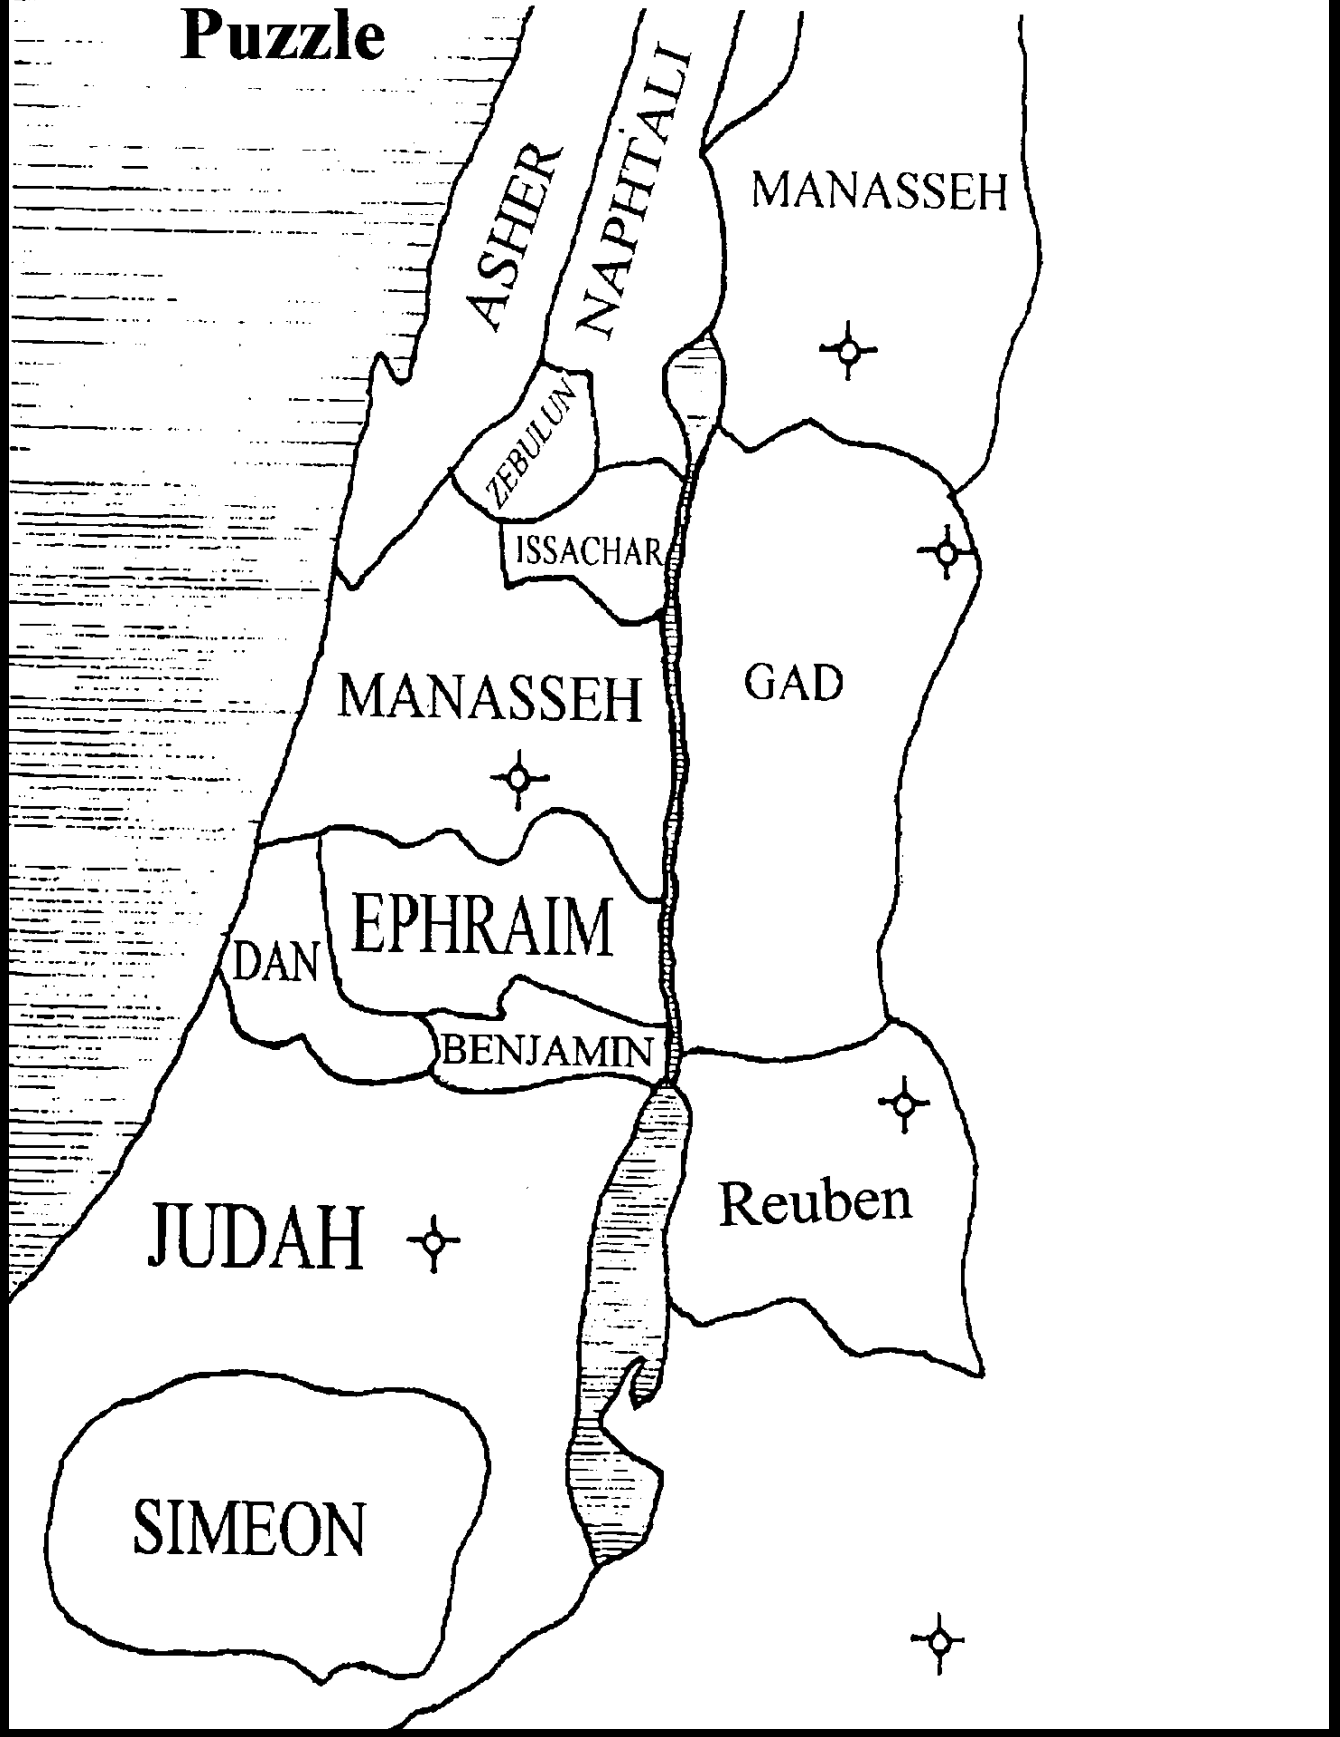 Puzzle
ASHER
NAPHTALI
MANASSEH
ZEBULUN
ISSACHAR
MANASSEH
GAD
EPHRAIM
DAN
BENJAMIN
Reuben
JUDAH
SIMEON